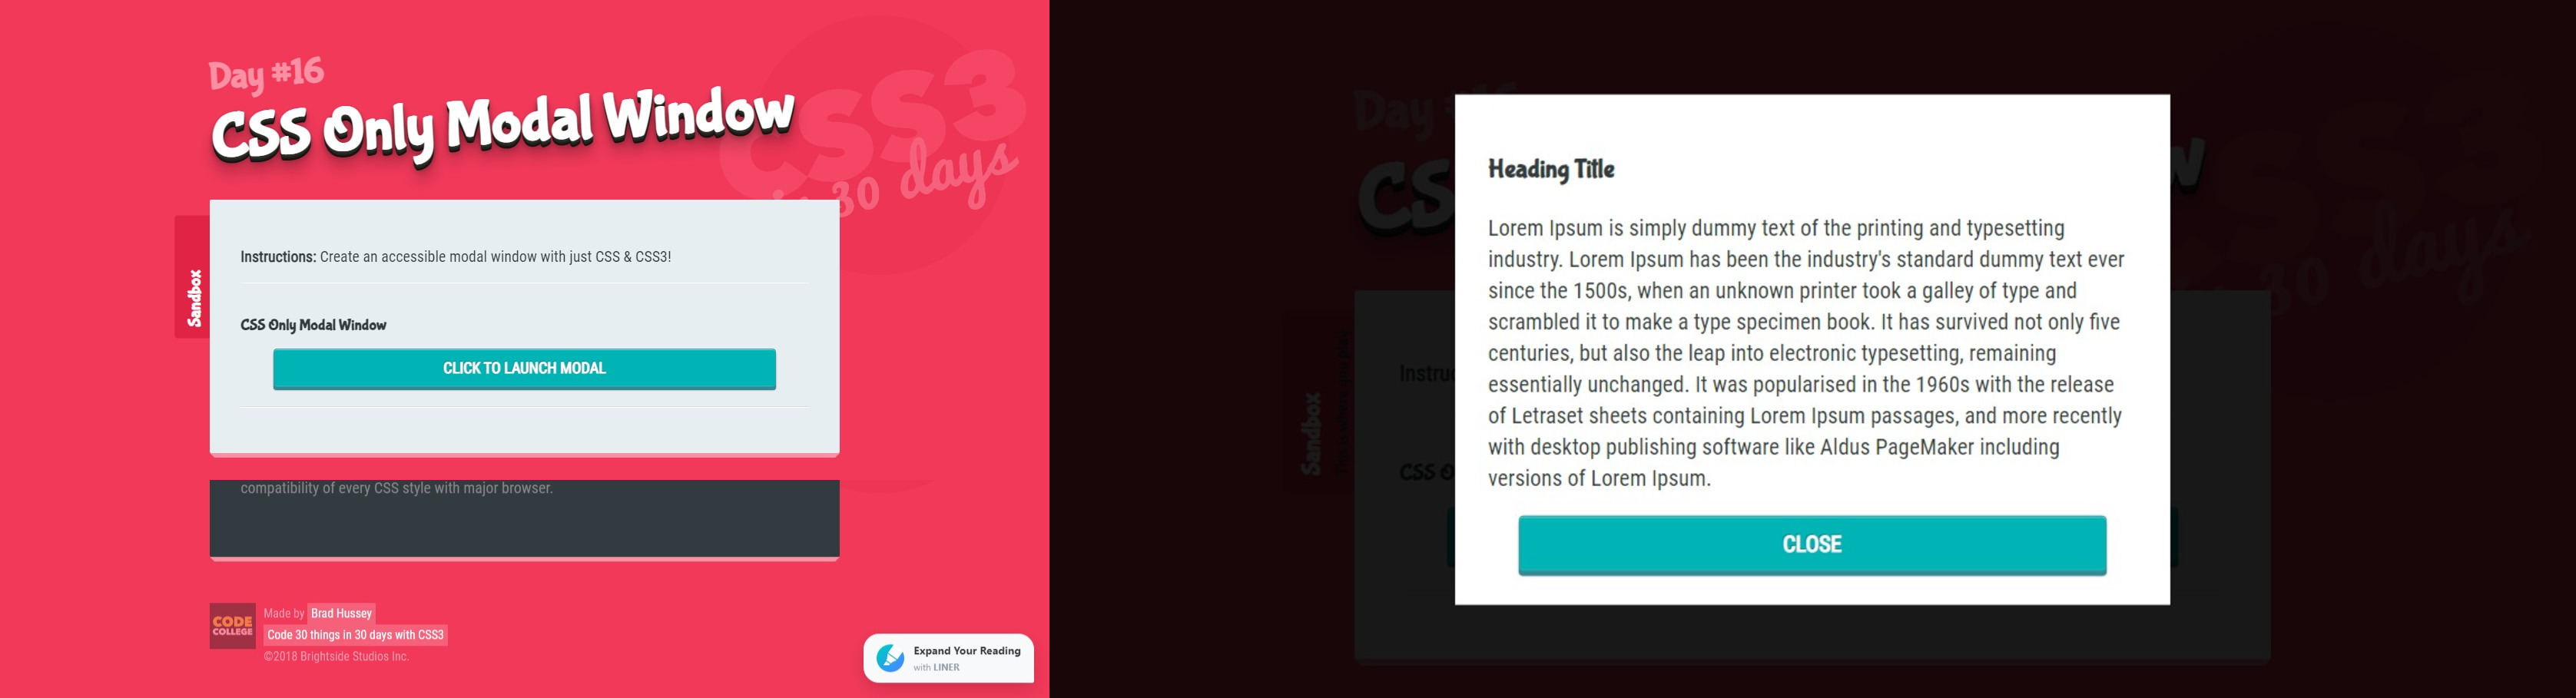 Day #16
CSS Only Modal Window
CSS3
30 days
Sandbox
Instructions: Create an accessible modal window with just CSS & CSS3!
CSS Only Modal Window
CLICK TO LAUNCH MODAL
compatibility of every CSS style with major browser.
CODE
COLLEGE
Made by Brad Hussey
Code 30 things in 30 days with CSS3
©2018 Brightside Studios Inc.
Expand Your Reading
with LINER
Day
CS
30 days
Sandbox
Instruc
CSS O
Heading Title
Lorem Ipsum is simply dummy text of the printing and typesetting
industry. Lorem Ipsum has been the industry's standard dummy text ever
since the 1500s, when an unknown printer took a galley of type and
scrambled it to make a type specimen book. It has survived not only five
centuries, but also the leap into electronic typesetting, remaining
essentially unchanged. It was popularised in the 1960s with the release
of Letraset sheets containing Lorem Ipsum passages, and more recently
with desktop publishing software like Aldus PageMaker including
versions of Lorem Ipsum.
CLOSE